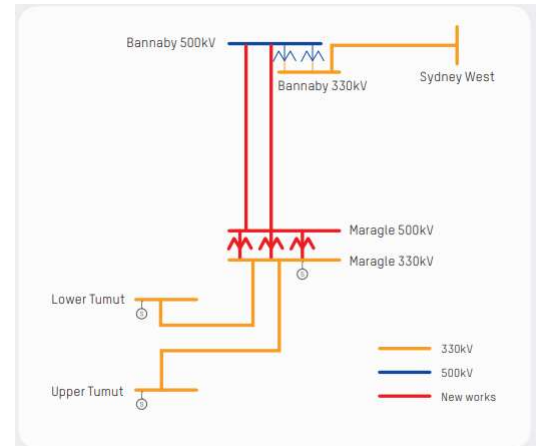 Bannaby 500kV
Sydney West
Bannaby 330kV
Maragle 500kV
Maragle 330kV
S
Lower Tumut
S
330kV
500kV
Upper Tumut
New works
S